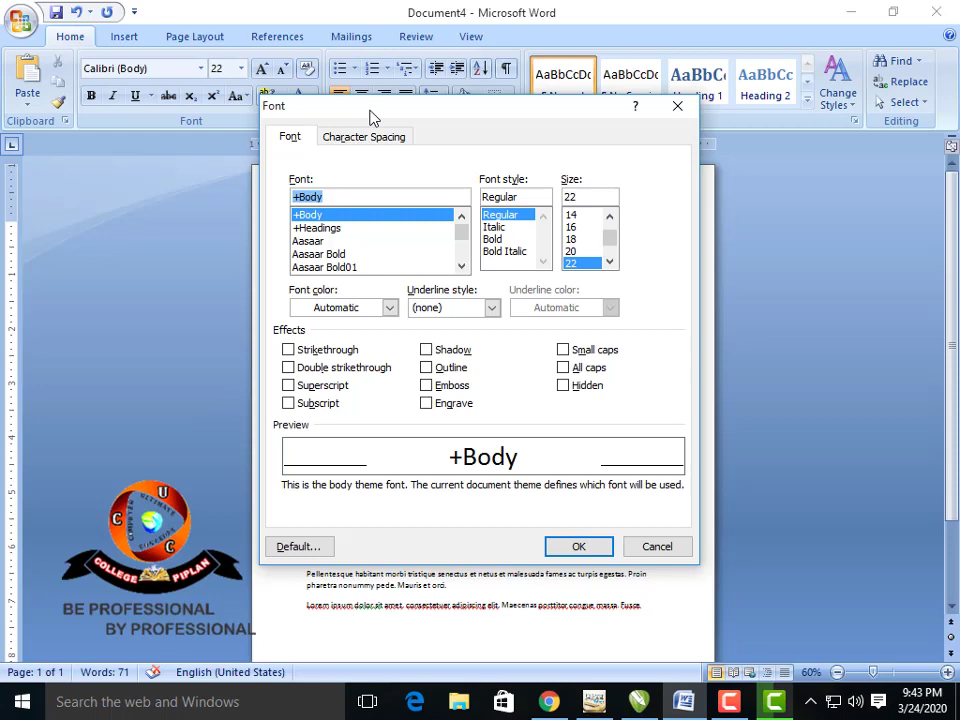 Document4 - Microsoft Word
Home Insert Page Layout References Mailings Review View
Calibri (Body) 22
Paste
B I U abc X₂ X² Aa
Clipboard Font
AaBbCcDc AaBbCcDc AaBbC AaBbCc
Heading 1 Heading 2
Change Styles
Find
Replace
Select
Editing
Font
Font Character Spacing
Font: Font style: Size:
+Body Regular 22
+Body Regular 14
+Headings Italic 16
Aasaar Bold 18
Aasaar Bold Bold Italic 20
Aasaar Bold01 22
Font color: Underline style: Underline color:
Automatic (none) Automatic
Effects
Strikethrough Shadow Small caps
Double strikethrough Outline All caps
Superscript Emboss Hidden
Subscript Engrave
Preview
+Body
This is the body theme font. The current document theme defines which font will be used.
Default... OK Cancel
Pellentesque habitant morbi tristique senectus et netus et malesuada fames ac turpis egestas. Proin
pharetra nonummy pede. Mauris et orci.
Lorem ipsum dolor sit amet, consectetuer adipiscing elit. Maecenas porttitor congue massa. Fusce.
U C C
COMPUTER ULTIMATE
COLLEGE PIPLAN
BE PROFESSIONAL
BY PROFESSIONAL
Page: 1 of 1 Words: 71 English (United States) 60%
Search the web and Windows
9:43 PM
3/24/2020